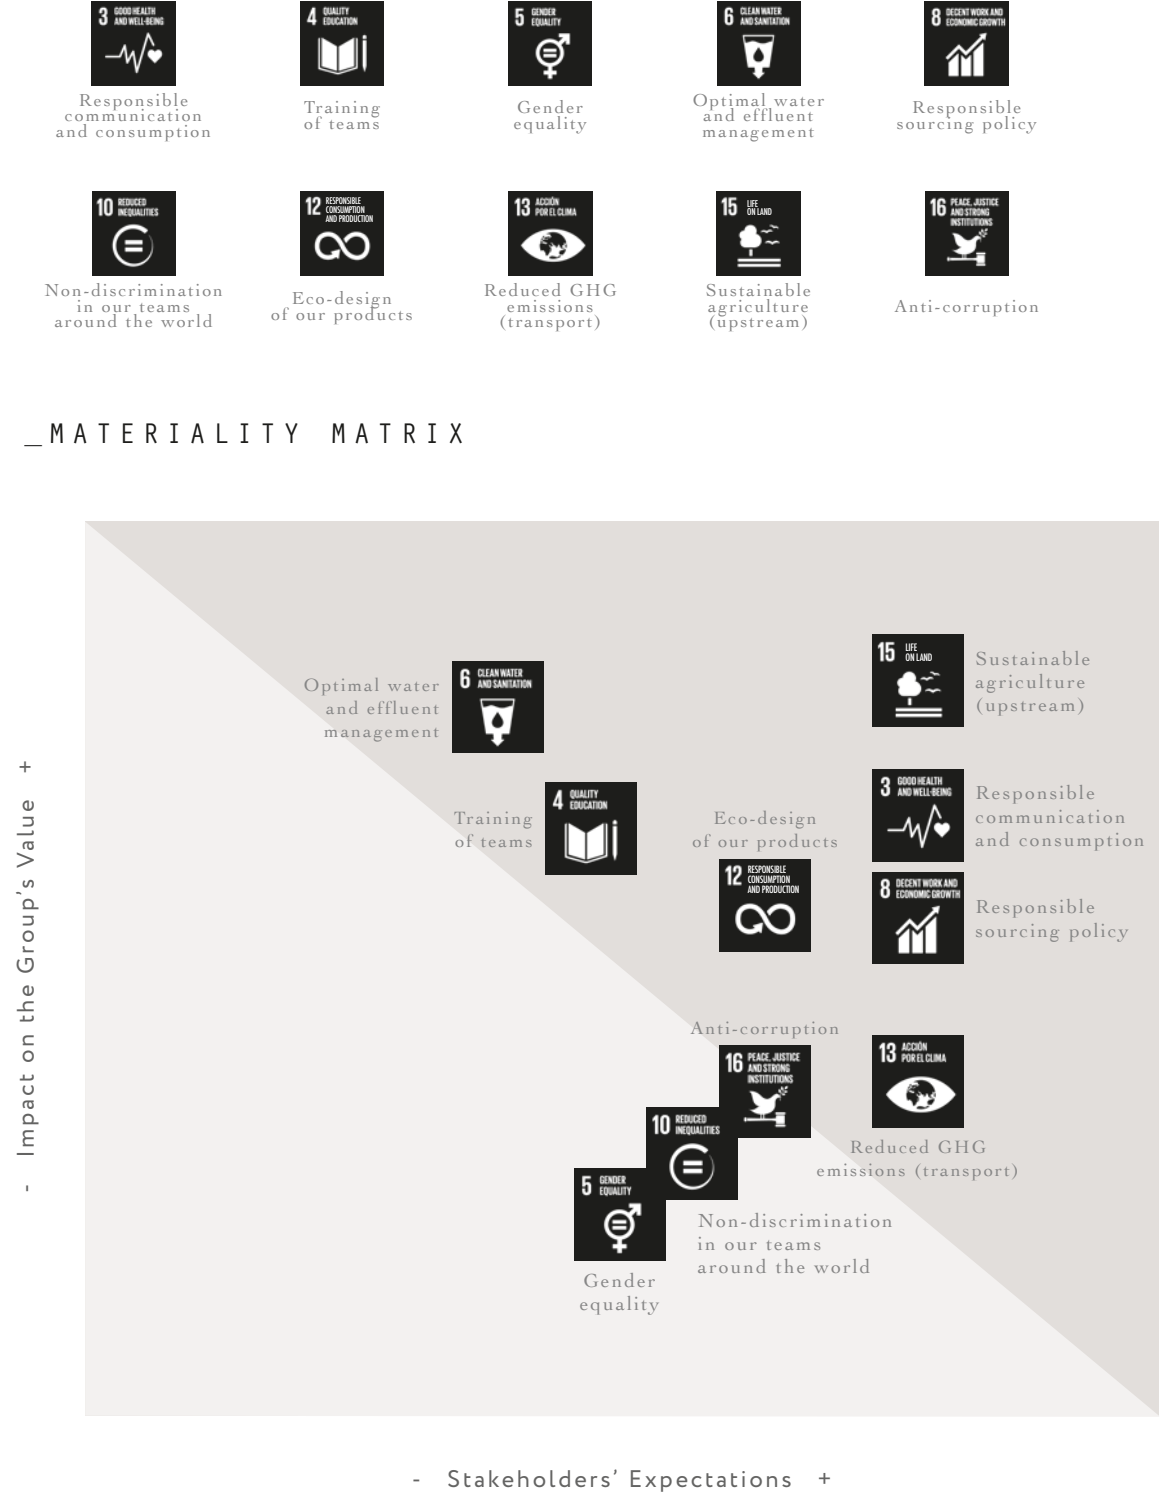 3 GOOD HEALTH
AND WELL-BEING
Responsible
communication
and consumption
4 QUALITY
EDUCATION
Training
of teams
5 GENDER
EQUALITY
Gender
equality
6 CLEAN WATER
AND SANITATION
Optimal water
and effluent
management
8 DECENT WORK AND
ECONOMIC GROWTH
Responsible
sourcing policy
10 REDUCED
INEQUALITIES
Non-discrimination
in our teams
around the world
12 RESPONSIBLE
CONSUMPTION
AND PRODUCTION
Eco-design
of our products
13 ACCIÓN
POR EL CLIMA
Reduced GHG
emissions
(transport)
15 LIFE
ON LAND
Sustainable
agriculture
(upstream)
16 PEACE, JUSTICE
AND STRONG
INSTITUTIONS
Anti-corruption
_MATERIALITY MATRIX
- Impact on the Group's Value +
15 LIFE
ON LAND
Sustainable
agriculture
(upstream)
Optimal water
and effluent
management
6 CLEAN WATER
AND SANITATION
3 GOOD HEALTH
AND WELL-BEING
Responsible
communication
and consumption
Training
of teams
4 QUALITY
EDUCATION
Eco-design
of our products
12 RESPONSIBLE
CONSUMPTION
AND PRODUCTION
8 DECENT WORK AND
ECONOMIC GROWTH
Responsible
sourcing policy
Anti-corruption
16 PEACE, JUSTICE
AND STRONG
INSTITUTIONS
13 ACCIÓN
POR EL CLIMA
Reduced GHG
emissions (transport)
10 REDUCED
INEQUALITIES
Non-discrimination
in our teams
around the world
5 GENDER
EQUALITY
Gender
equality
- Stakeholders' Expectations +